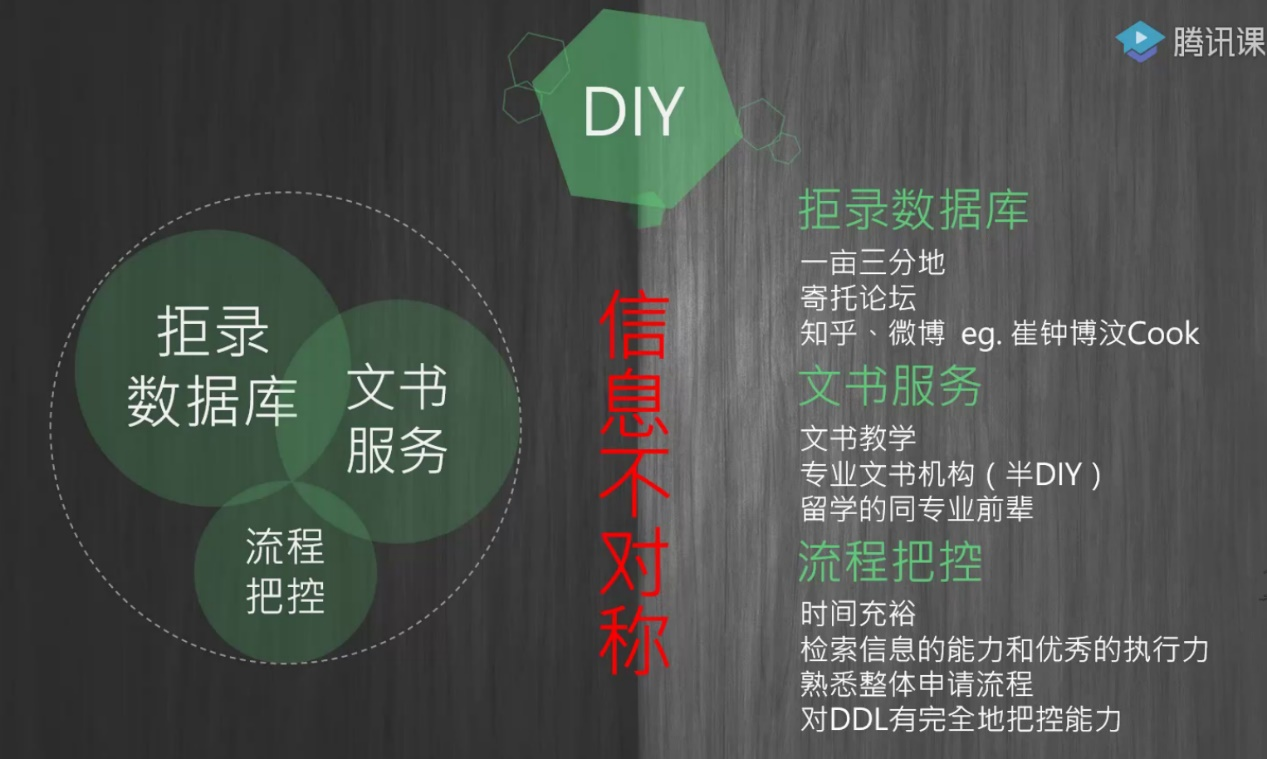 DIY
腾讯课
拒录
数据库
文书
服务
流程
把控
信息不对称
拒录数据库
一亩三分地
寄托论坛
知乎、微博 eg. 崔钟博汶Cook
文书服务
文书教学
专业文书机构（半DIY）
留学的同专业前辈
流程把控
时间充裕
检索信息的能力和优秀的执行力
熟悉整体申请流程
对DDL有完全地把控能力